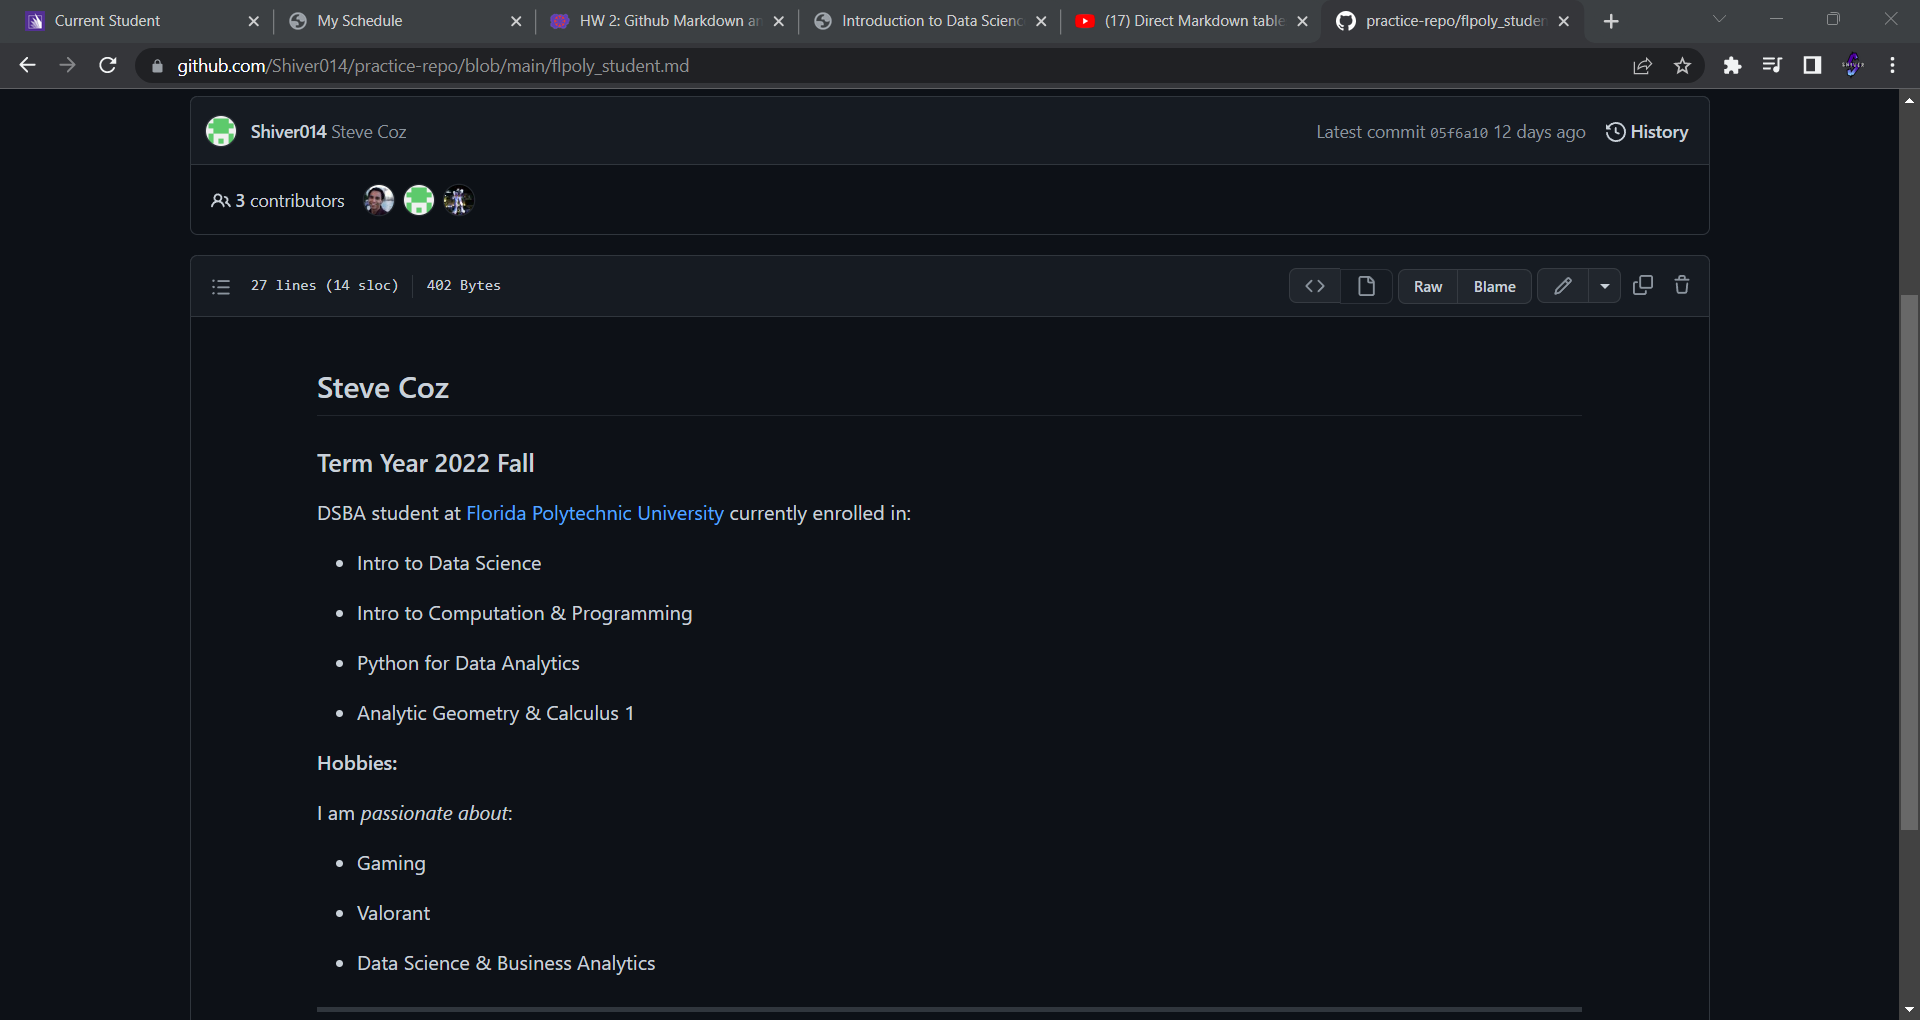 Current Student
My Schedule
HW 2: Github Markdown an
Introduction to Data Scienc
(17) Direct Markdown table
practice-repo/flpoly_studen
github.com/Shiver014/practice-repo/blob/main/flpoly_student.md
Shiver014 Steve Coz
Latest commit 05f6a10 12 days ago
History
3 contributors
27 lines (14 sloc)
402 Bytes
Raw
Blame
Steve Coz
Term Year 2022 Fall
DSBA student at Florida Polytechnic University currently enrolled in:
Intro to Data Science
Intro to Computation & Programming
Python for Data Analytics
Analytic Geometry & Calculus 1
Hobbies:
I am passionate about:
Gaming
Valorant
Data Science & Business Analytics